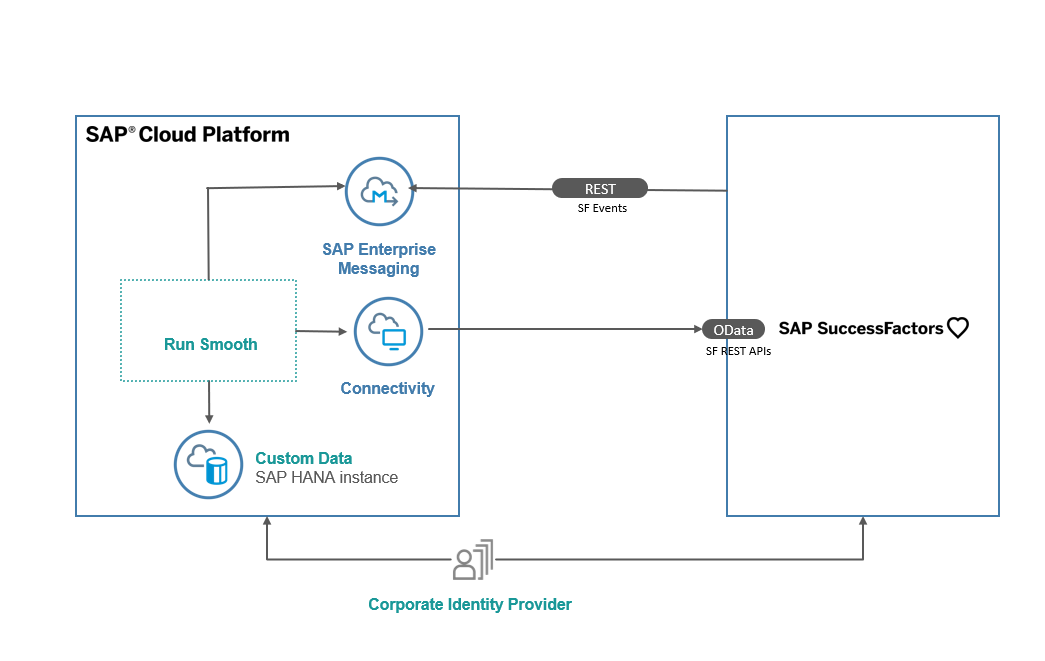 SAP® Cloud Platform
REST
SF Events
SAP Enterprise
Messaging
Run Smooth
OData
SF REST APIs
SAP SuccessFactors
Connectivity
Custom Data
SAP HANA instance
Corporate Identity Provider